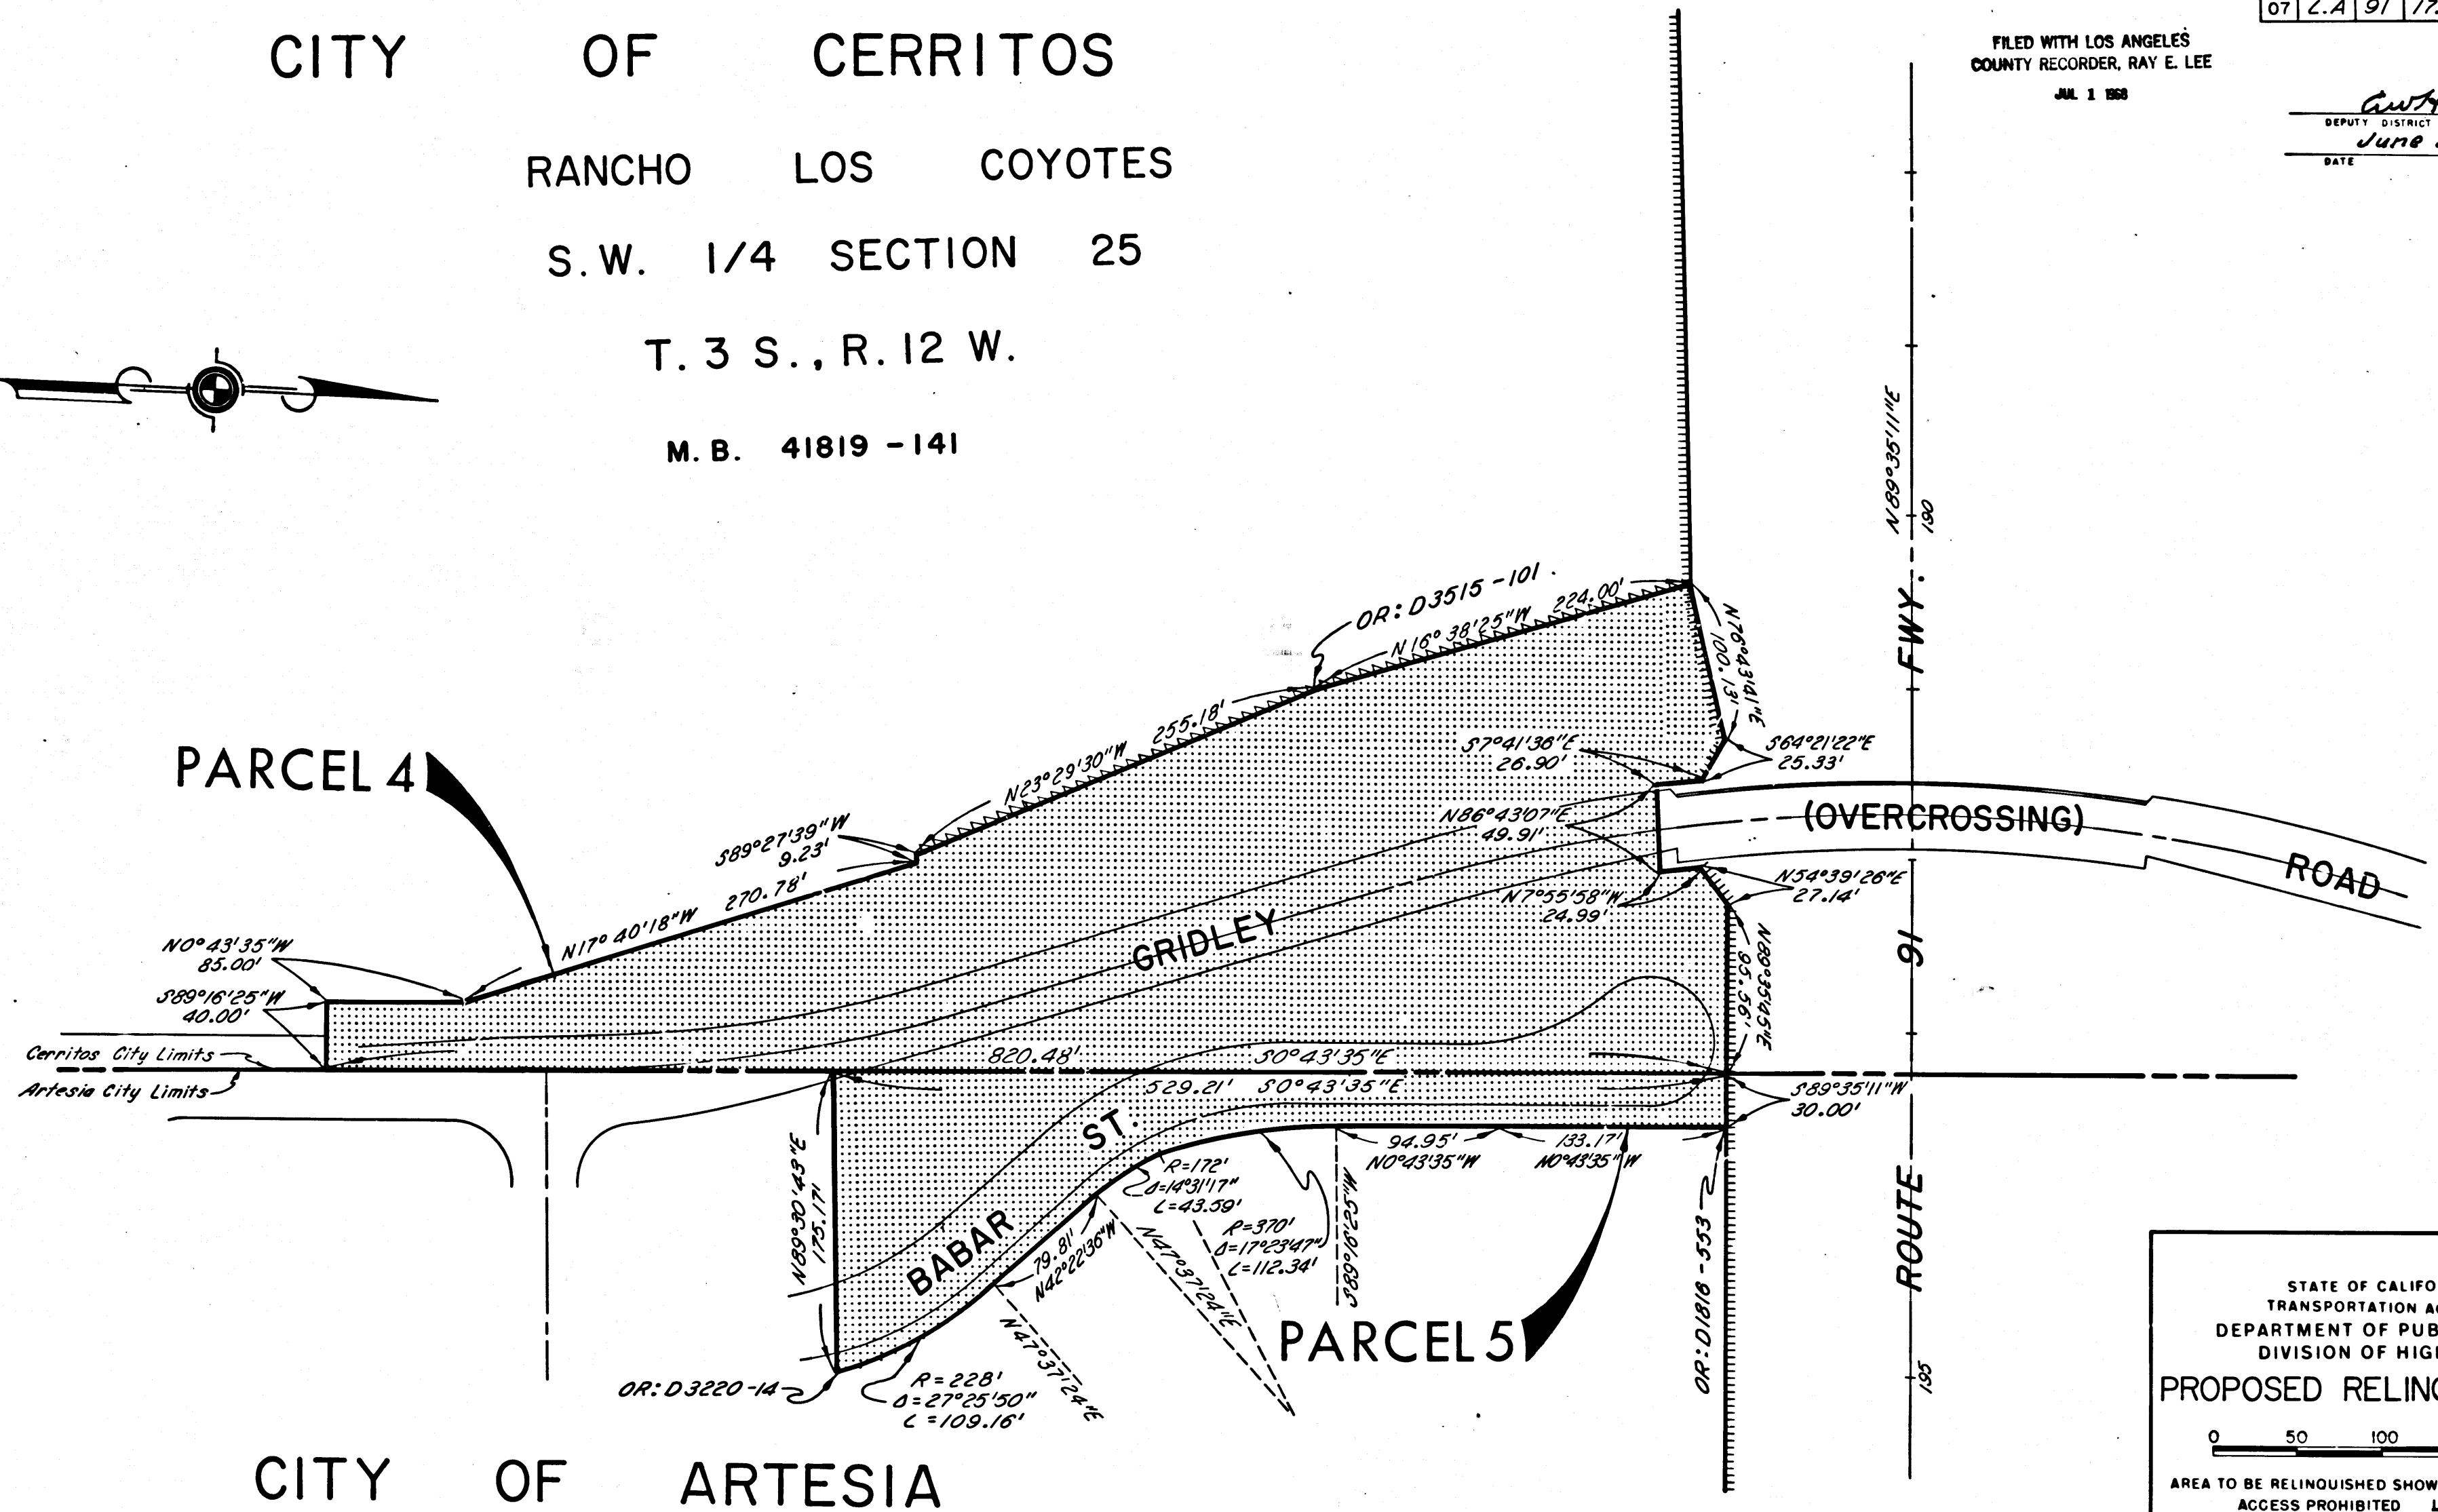 CITY OF CERRITOS
RANCHO LOS COYOTES
S.W. 1/4 SECTION 25
T. 3 S., R. 12 W.
M. B. 41819 - 141
07 L.A 91 17.
FILED WITH LOS ANGELES
COUNTY RECORDER, RAY E. LEE
JUL 1 1968
DEPUTY DISTRICT
June
DATE
N89°35'11"E
190
FWY.
91
ROUTE
195
OR: D3515 - 101
N16°38'25"W 224.00'
N76°43'41"E
100.13'
255.18'
N23°29'30"W
S7°41'36"E
26.90'
S64°21'22"E
25.33'
PARCEL 4
N86°43'07"E
49.91'
(OVERCROSSING)
S89°27'39"W
9.23'
270.78'
N17°40'18"W
N54°39'26"E
27.14'
ROAD
N7°55'58"W
24.99'
GRIDLEY
N0°43'35"W
85.00'
S89°16'25"W
40.00'
N89°35'45"E
95.56'
Cerritos City Limits
Artesia City Limits
820.48' S0°43'35"E
529.21' S0°43'35"E
S89°35'11"W
30.00'
ST.
BABAR
94.95'
N0°43'35"W
133.17'
N0°43'35"W
N89°30'43"E
175.17'
R=172'
Δ=14°31'17"
L=43.59'
79.81'
N42°22'36"W
N47°37'24"E
R=370'
Δ=17°23'47"
L=112.34'
S89°16'25"W
OR: D1816 - 553
PARCEL 5
N47°37'24"E
OR: D3220-14
R=228'
Δ=27°25'50"
L=109.16'
CITY OF ARTESIA
STATE OF CALIFO
TRANSPORTATION A
DEPARTMENT OF PUB
DIVISION OF HIG
PROPOSED RELIN
0 50 100
AREA TO BE RELINQUISHED SHOW
ACCESS PROHIBITED